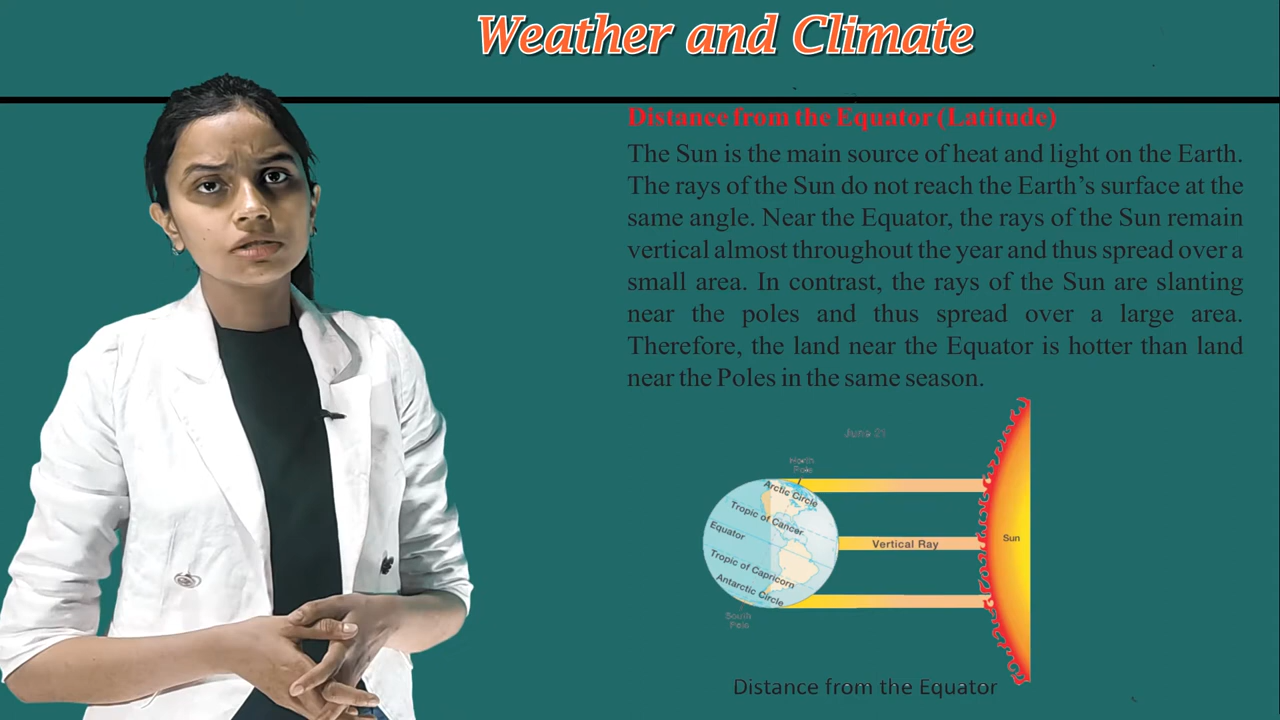 Weather and Climate
Distance from the Equator (Latitude)
The Sun is the main source of heat and light on the Earth.
The rays of the Sun do not reach the Earth's surface at the
same angle. Near the Equator, the rays of the Sun remain
vertical almost throughout the year and thus spread over a
small area. In contrast, the rays of the Sun are slanting
near the poles and thus spread over a large area.
Therefore, the land near the Equator is hotter than land
near the Poles in the same season.
June 21
North
Pole
Arctic Circle
Tropic of Cancer
Equator
Vertical Ray
Sun
Tropic of Capricorn
Antarctic Circle
South
Pole
Distance from the Equator